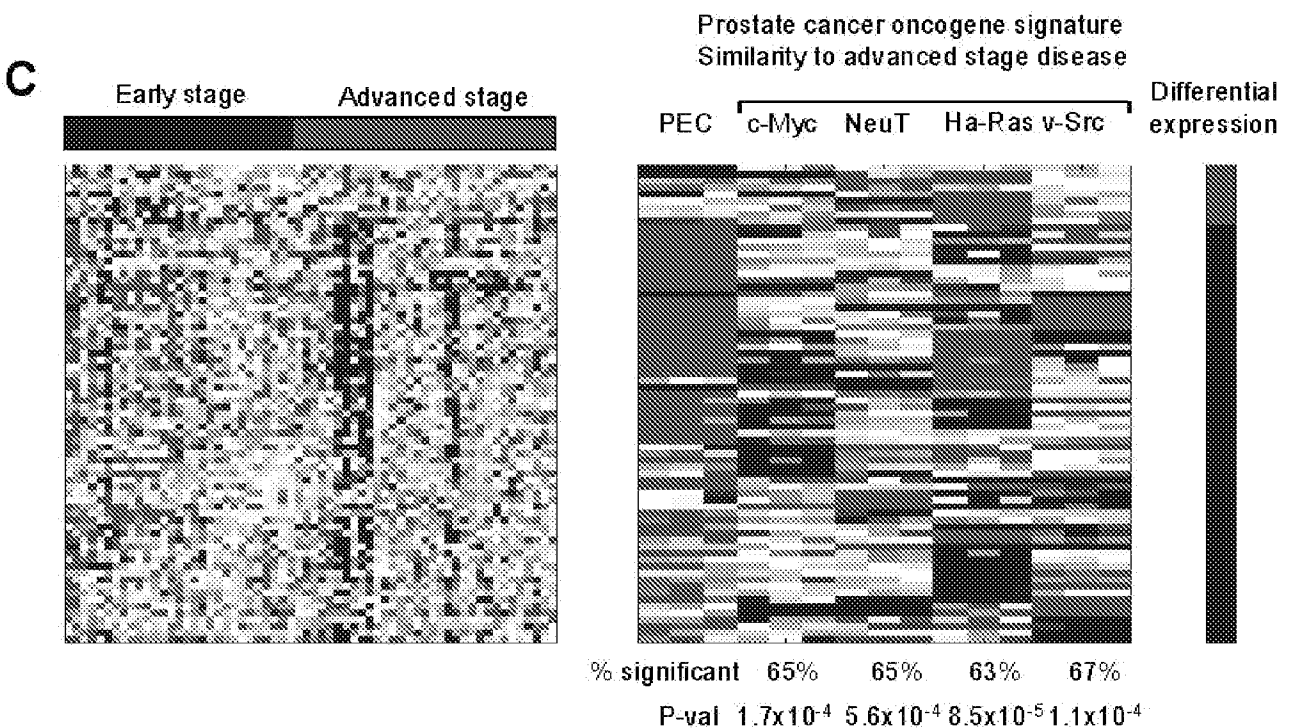 Prostate cancer oncogene signature
Similarity to advanced stage disease
C
Early stage
Advanced stage
Differential
expression
PEC c-Myc NeuT Ha-Ras v-Src
% significant 65% 65% 63% 67%
P-val 1.7x10⁻⁴ 5.6x10⁻⁴ 8.5x10⁻⁵ 1.1x10⁻⁴